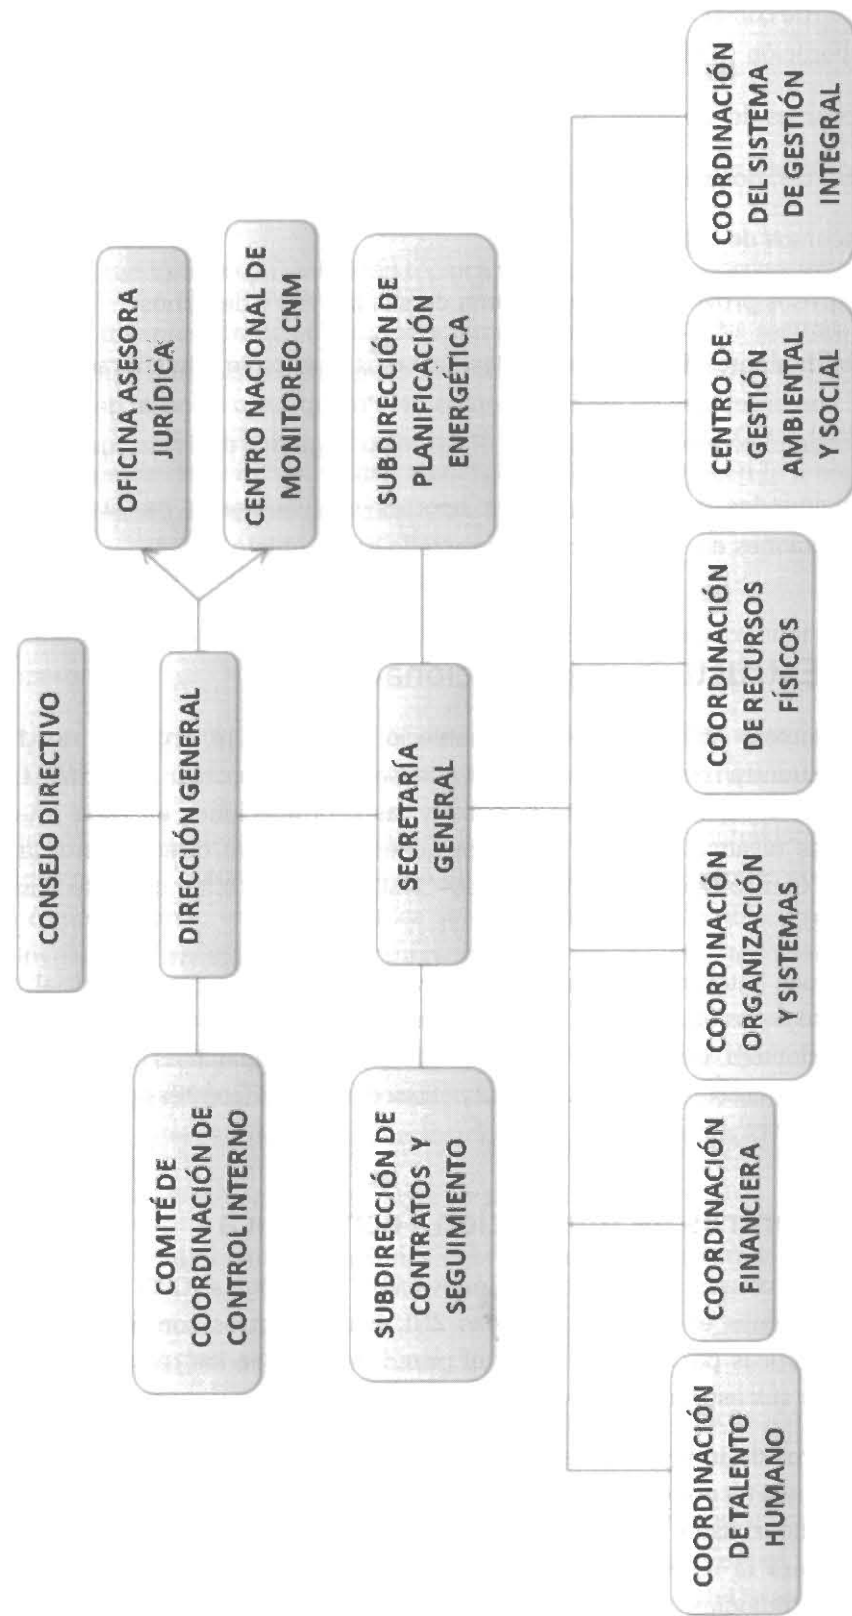 CONSEJO DIRECTIVO
COMITÉ DE
COORDINACIÓN DE
CONTROL INTERNO
DIRECCIÓN GENERAL
OFICINA ASESORA
JURÍDICA
CENTRO NACIONAL DE
MONITOREO CNM
SUBDIRECCIÓN DE
CONTRATOS Y
SEGUIMIENTO
SECRETARÍA
GENERAL
SUBDIRECCIÓN DE
PLANIFICACIÓN
ENERGÉTICA
COORDINACIÓN
DE TALENTO
HUMANO
COORDINACIÓN
FINANCIERA
COORDINACIÓN
ORGANIZACIÓN
Y SISTEMAS
COORDINACIÓN
DE RECURSOS
FÍSICOS
CENTRO DE
GESTIÓN
AMBIENTAL
Y SOCIAL
COORDINACIÓN
DEL SISTEMA
DE GESTIÓN
INTEGRAL